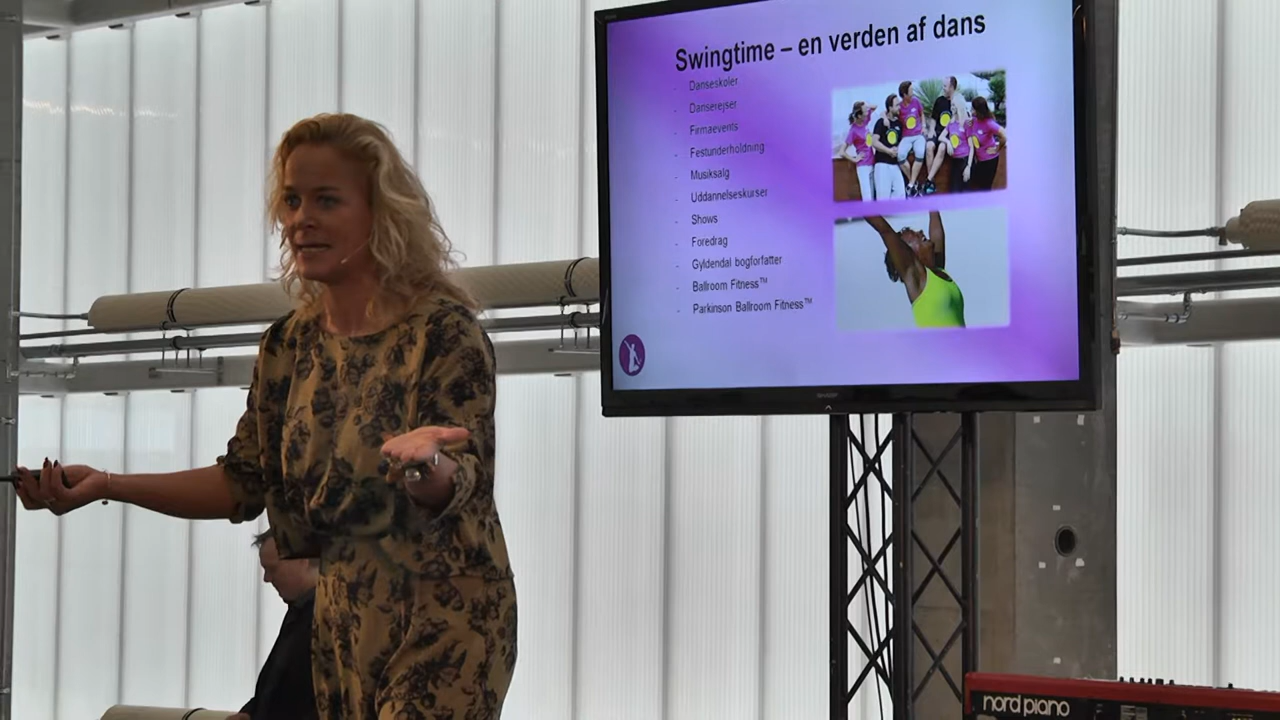 Swingtime – en verden af dans
- Danseskoler
- Danserejser
- Firmaevents
- Festunderholdning
- Musiksalg
- Uddannelseskurser
- Shows
- Foredrag
- Gyldendal bogforfatter
- Ballroom Fitness™
- Parkinson Ballroom Fitness™
SHARP
nord piano